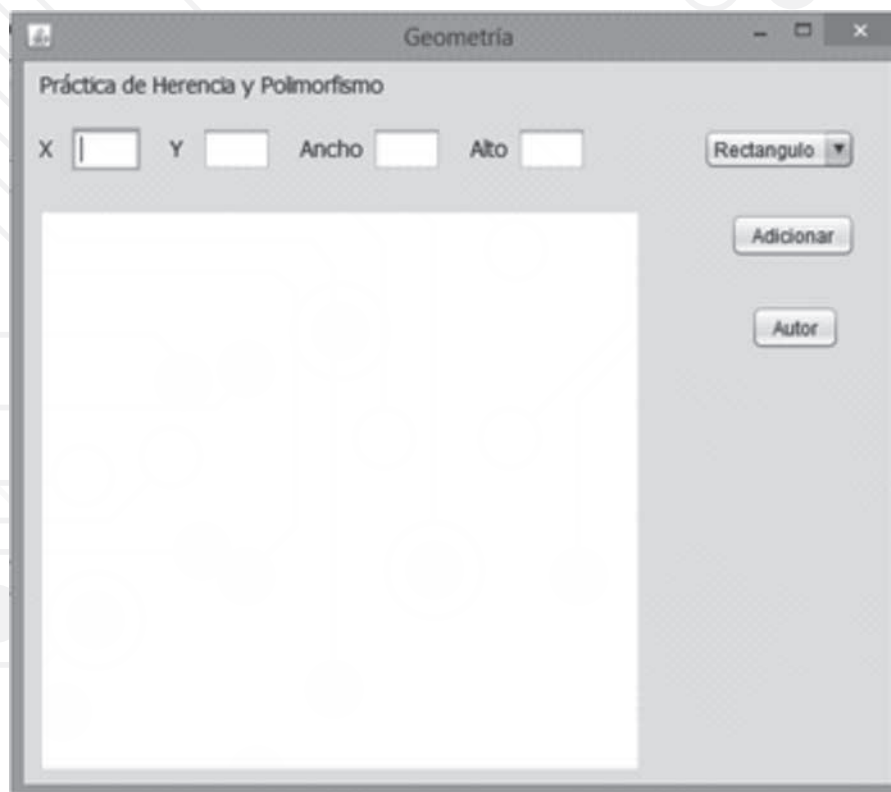 Geometría
Práctica de Herencia y Polimorfismo
X Y Ancho Alto Rectangulo
Adicionar
Autor